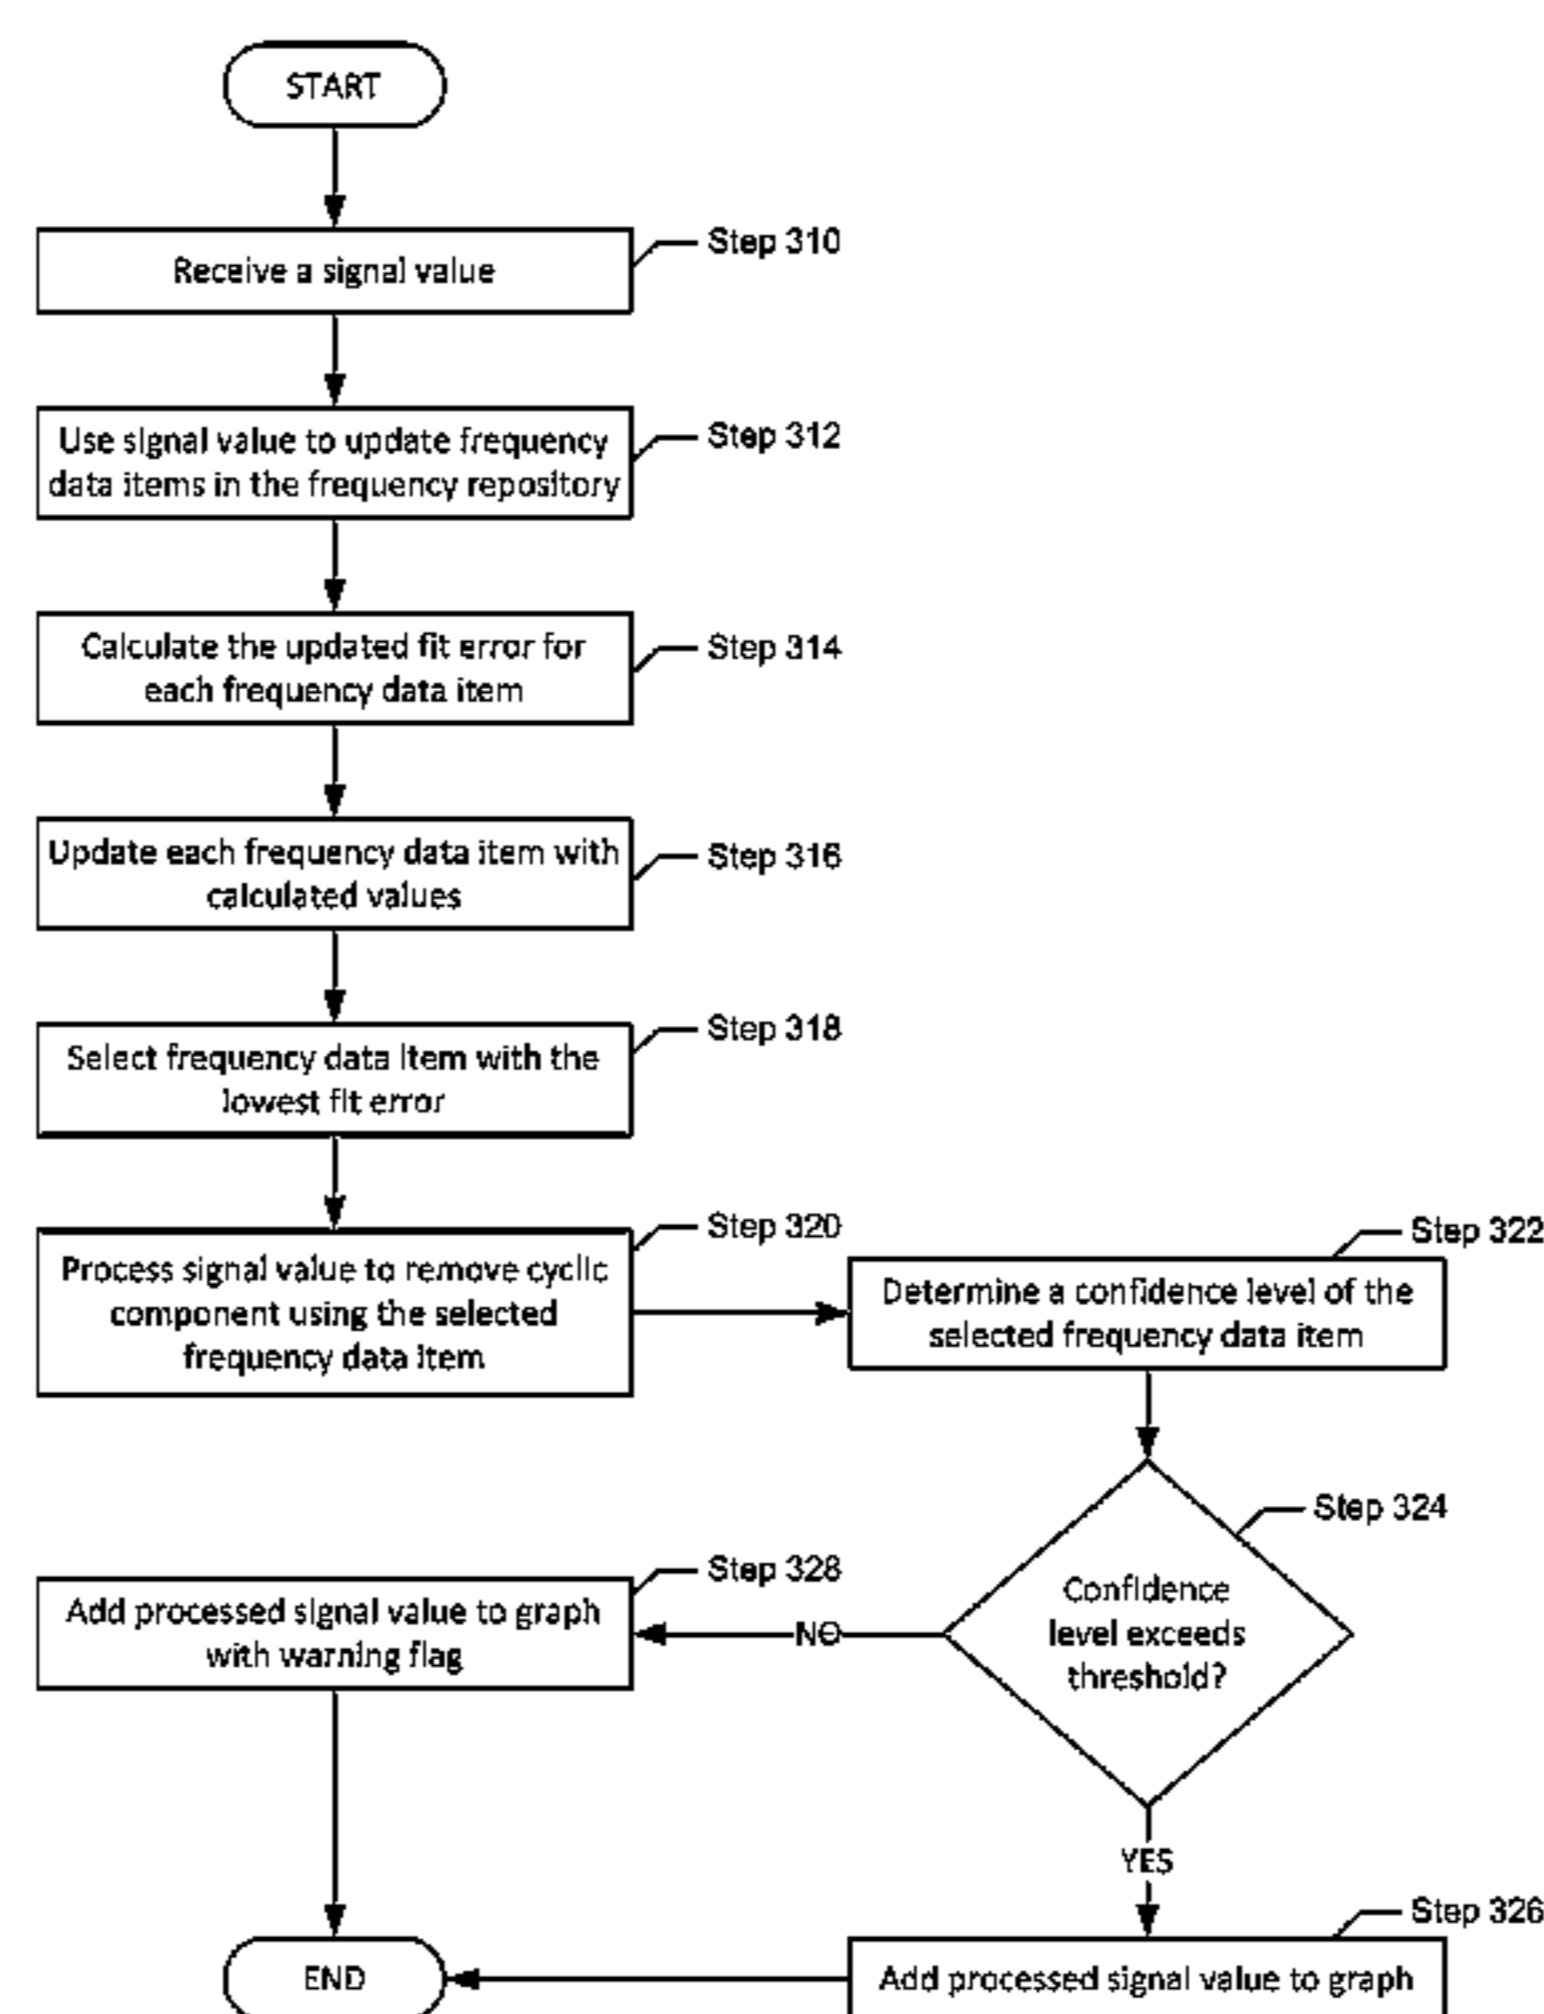 START
Step 310
Receive a signal value
Step 312
Use signal value to update frequency
data items in the frequency repository
Step 314
Calculate the updated fit error for
each frequency data item
Step 316
Update each frequency data item with
calculated values
Step 318
Select frequency data item with the
lowest fit error
Step 320
Process signal value to remove cyclic
component using the selected
frequency data item
Step 322
Determine a confidence level of the
selected frequency data item
Step 324
Confidence
level exceeds
threshold?
NO
Step 328
Add processed signal value to graph
with warning flag
YES
Step 326
Add processed signal value to graph
END